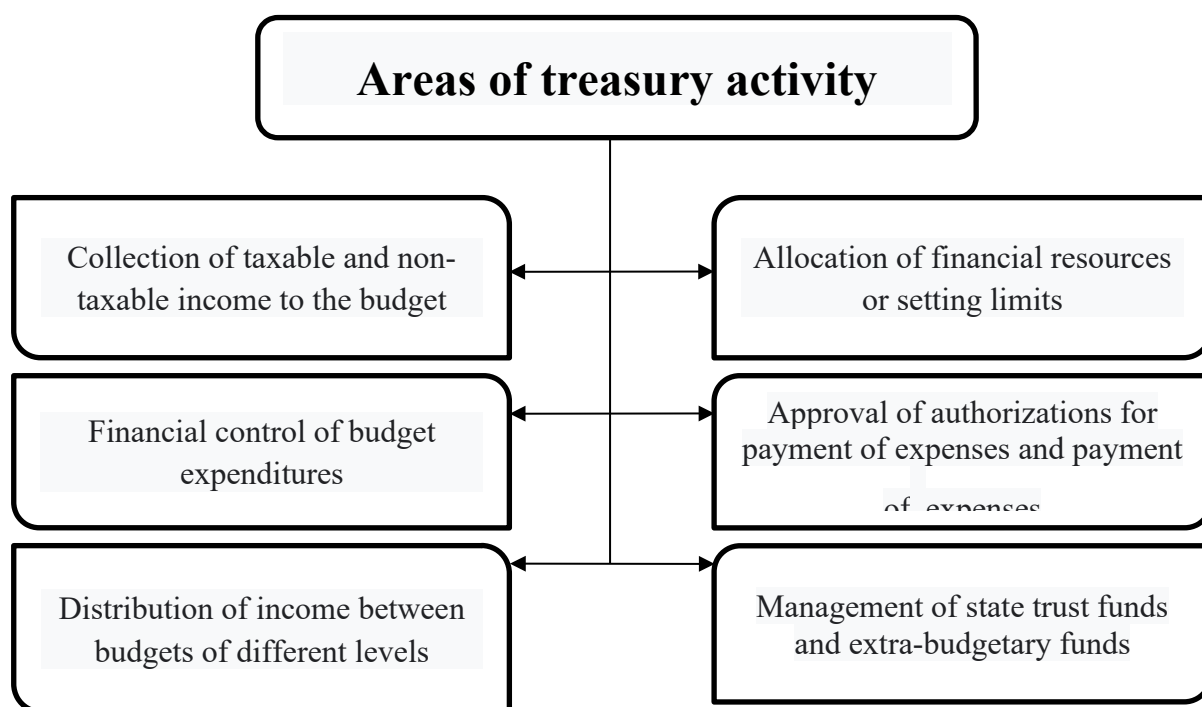 Areas of treasury activity
Collection of taxable and non-
taxable income to the budget
Allocation of financial resources
or setting limits
Financial control of budget
expenditures
Approval of authorizations for
payment of expenses and payment
of expenses
Distribution of income between
budgets of different levels
Management of state trust funds
and extra-budgetary funds